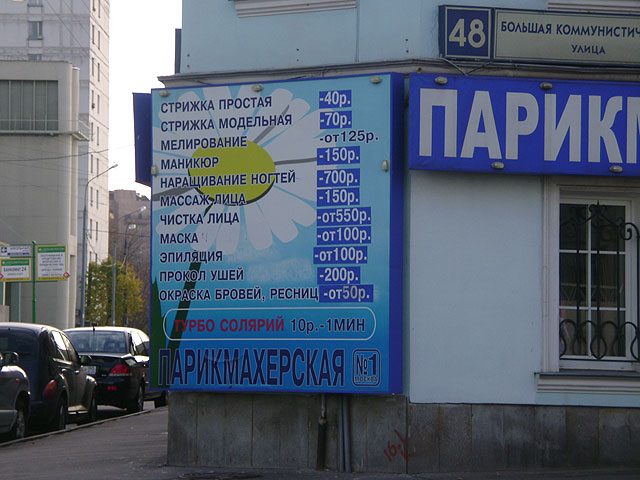 48
БОЛЬШАЯ КОММУНИСТИЧ
УЛИЦА
ПАРИКМ
СТРИЖКА ПРОСТАЯ -40р.
СТРИЖКА МОДЕЛЬНАЯ -70р.
МЕЛИРОВАНИЕ -от125р.
МАНИКЮР -150р.
НАРАЩИВАНИЕ НОГТЕЙ -700р.
МАССАЖ ЛИЦА -150р.
ЧИСТКА ЛИЦА -от550р.
МАСКА -от100р.
ЭПИЛЯЦИЯ -от100р.
ПРОКОЛ УШЕЙ -200р.
ОКРАСКА БРОВЕЙ, РЕСНИЦ -от50р.
ТУРБО СОЛЯРИЙ 10р.-1МИН
ПАРИКМАХЕРСКАЯ №1
МОСКВА